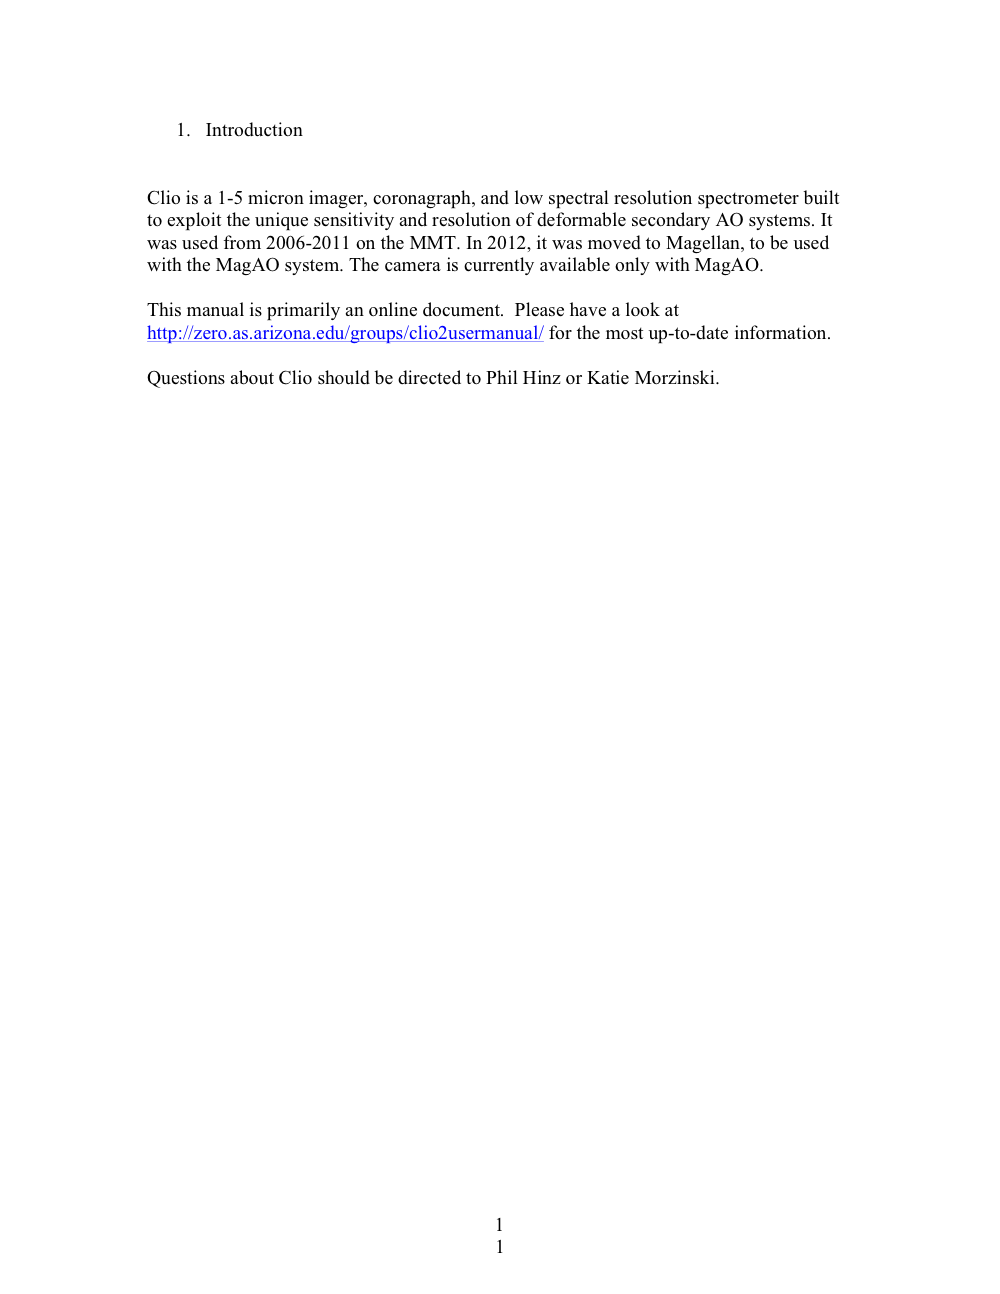 1. Introduction
Clio is a 1-5 micron imager, coronagraph, and low spectral resolution spectrometer built
to exploit the unique sensitivity and resolution of deformable secondary AO systems. It
was used from 2006-2011 on the MMT. In 2012, it was moved to Magellan, to be used
with the MagAO system. The camera is currently available only with MagAO.
This manual is primarily an online document.  Please have a look at
http://zero.as.arizona.edu/groups/clio2usermanual/ for the most up-to-date information.
Questions about Clio should be directed to Phil Hinz or Katie Morzinski.
1
1